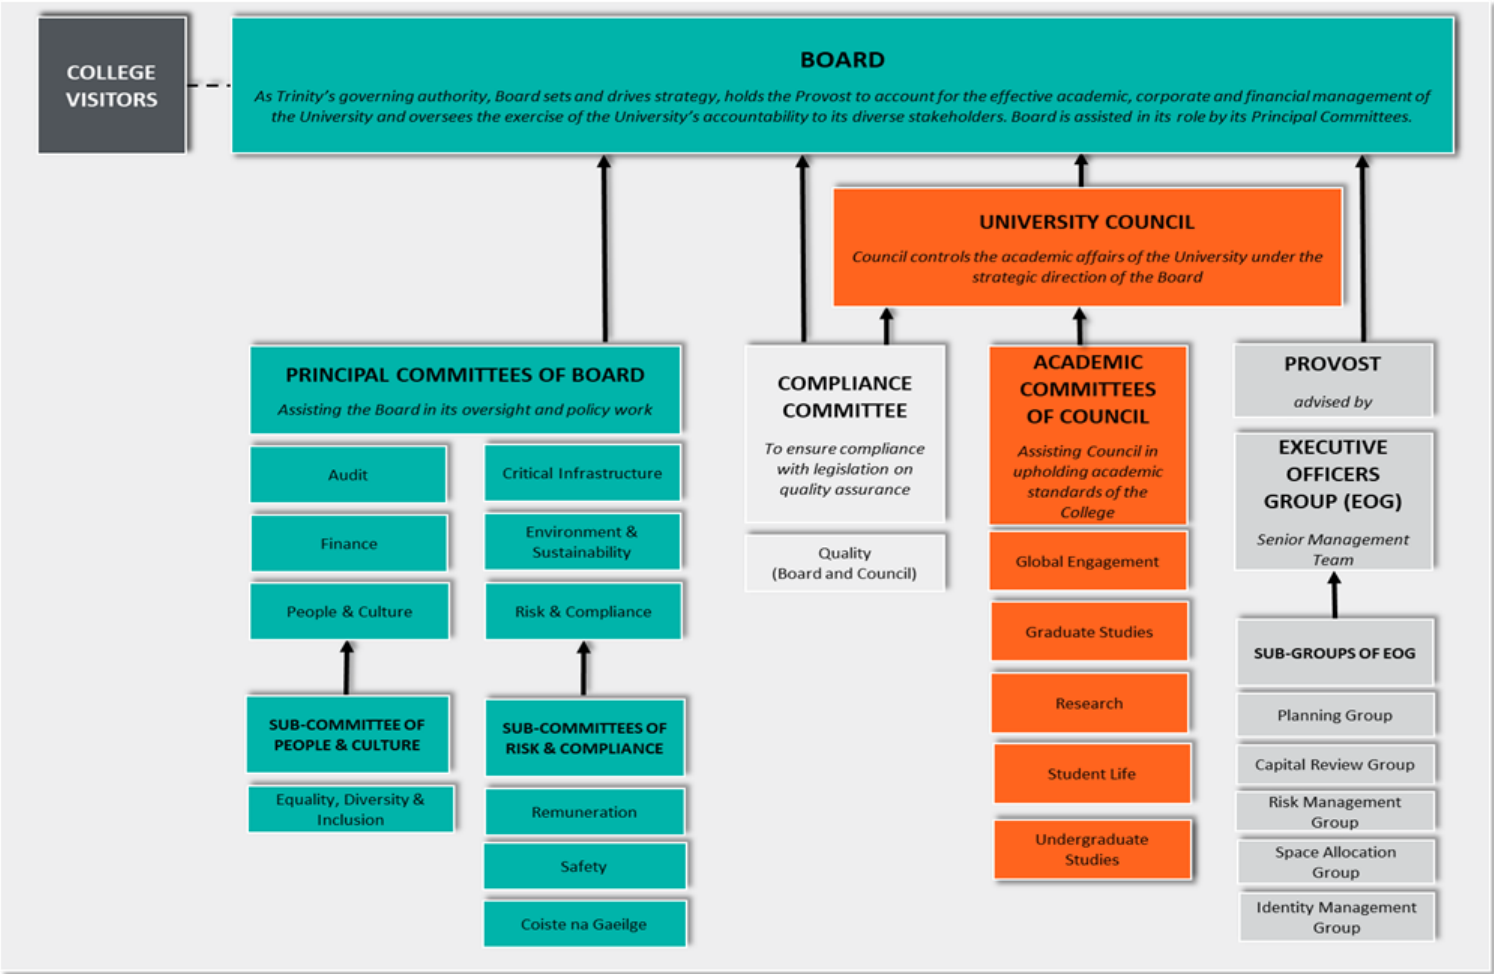 COLLEGE
VISITORS
BOARD
As Trinity's governing authority, Board sets and drives strategy, holds the Provost to account for the effective academic, corporate and financial management of
the University and oversees the exercise of the University's accountability to its diverse stakeholders. Board is assisted in its role by its Principal Committees.
UNIVERSITY COUNCIL
Council controls the academic affairs of the University under the
strategic direction of the Board
PRINCIPAL COMMITTEES OF BOARD
Assisting the Board in its oversight and policy work
Audit
Finance
People & Culture
Critical Infrastructure
Environment &
Sustainability
Risk & Compliance
SUB-COMMITTEE OF
PEOPLE & CULTURE
Equality, Diversity &
Inclusion
SUB-COMMITTEES OF
RISK & COMPLIANCE
Remuneration
Safety
Coiste na Gaeilge
COMPLIANCE
COMMITTEE
To ensure compliance
with legislation on
quality assurance
Quality
(Board and Council)
ACADEMIC
COMMITTEES
OF COUNCIL
Assisting Council in
upholding academic
standards of the
College
Global Engagement
Graduate Studies
Research
Student Life
Undergraduate
Studies
PROVOST
advised by
EXECUTIVE
OFFICERS
GROUP (EOG)
Senior Management
Team
SUB-GROUPS OF EOG
Planning Group
Capital Review Group
Risk Management
Group
Space Allocation
Group
Identity Management
Group